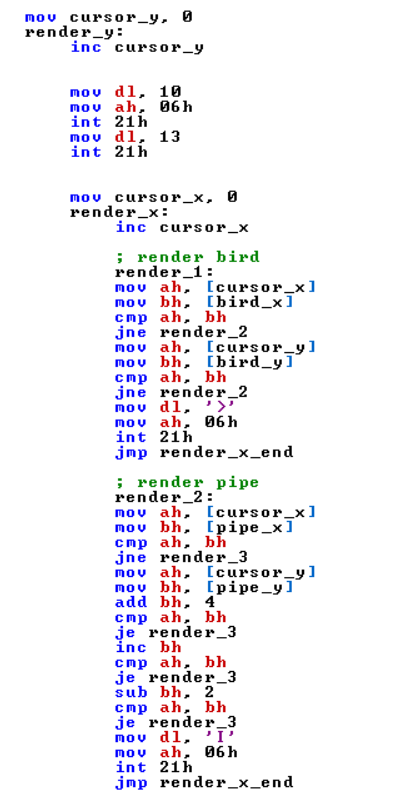 mov cursor_y, 0
render_y:
inc cursor_y
mov dl, 10
mov ah, 06h
int 21h
mov dl, 13
int 21h
mov cursor_x, 0
render_x:
inc cursor_x
; render bird
render_1:
mov ah, [cursor_x]
mov bh, [bird_x]
cmp ah, bh
jne render_2
mov ah, [cursor_y]
mov bh, [bird_y]
cmp ah, bh
jne render_2
mov dl, '>'
mov ah, 06h
int 21h
jmp render_x_end
; render pipe
render_2:
mov ah, [cursor_x]
mov bh, [pipe_x]
cmp ah, bh
jne render_3
mov ah, [cursor_y]
mov bh, [pipe_y]
add bh, 4
cmp ah, bh
je render_3
inc bh
cmp ah, bh
je render_3
sub bh, 2
cmp ah, bh
je render_3
mov dl, 'I'
mov ah, 06h
int 21h
jmp render_x_end